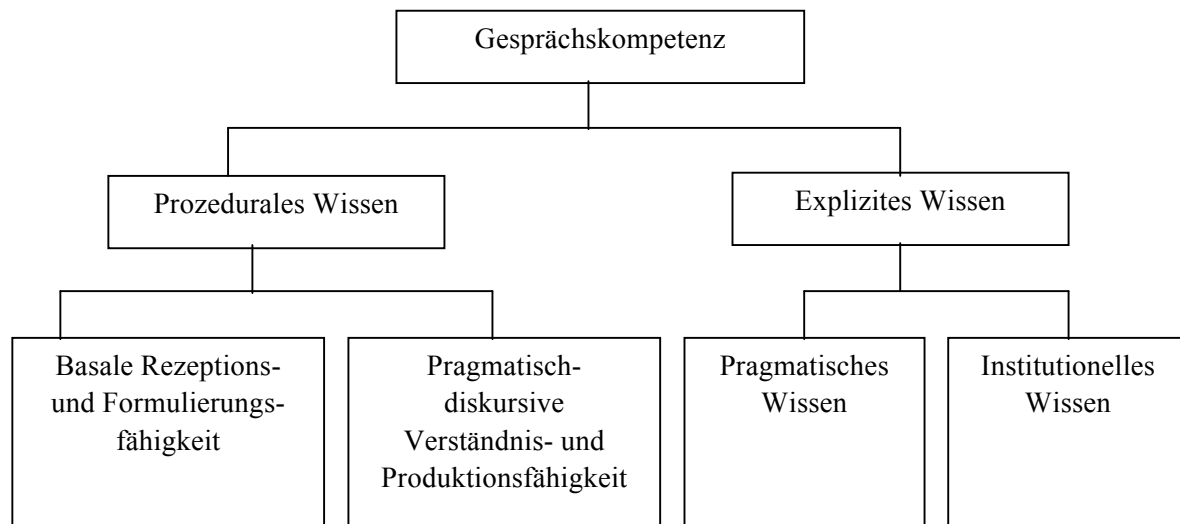 Gesprächskompetenz
Prozedurales Wissen
Explizites Wissen
Basale Rezeptions-
und Formulierungs-
fähigkeit
Pragmatisch-
diskursive
Verständnis- und
Produktionsfähigkeit
Pragmatisches
Wissen
Institutionelles
Wissen